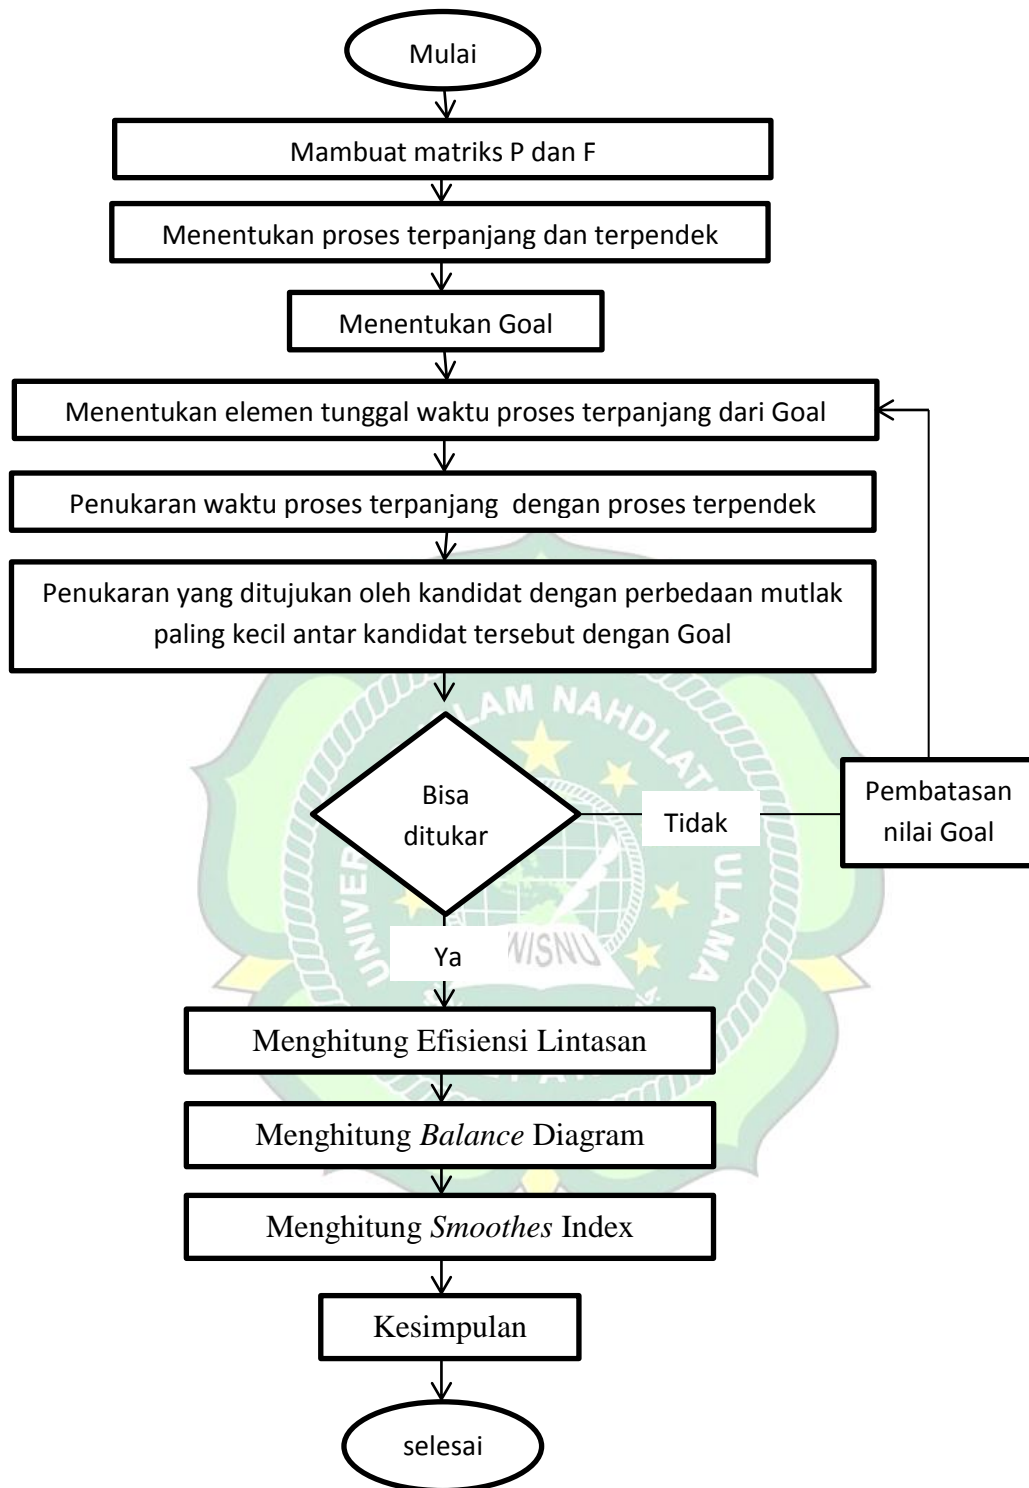 Mulai
Mambuat matriks P dan F
Menentukan proses terpanjang dan terpendek
Menentukan Goal
Menentukan elemen tunggal waktu proses terpanjang dari Goal
Penukaran waktu proses terpanjang dengan proses terpendek
Penukaran yang ditujukan oleh kandidat dengan perbedaan mutlak
paling kecil antar kandidat tersebut dengan Goal
Bisa
ditukar
Tidak
Pembatasan
nilai Goal
Ya
Menghitung Efisiensi Lintasan
Menghitung Balance Diagram
Menghitung Smoothes Index
Kesimpulan
selesai
NAHDLAT
ULAMA
UNIVER